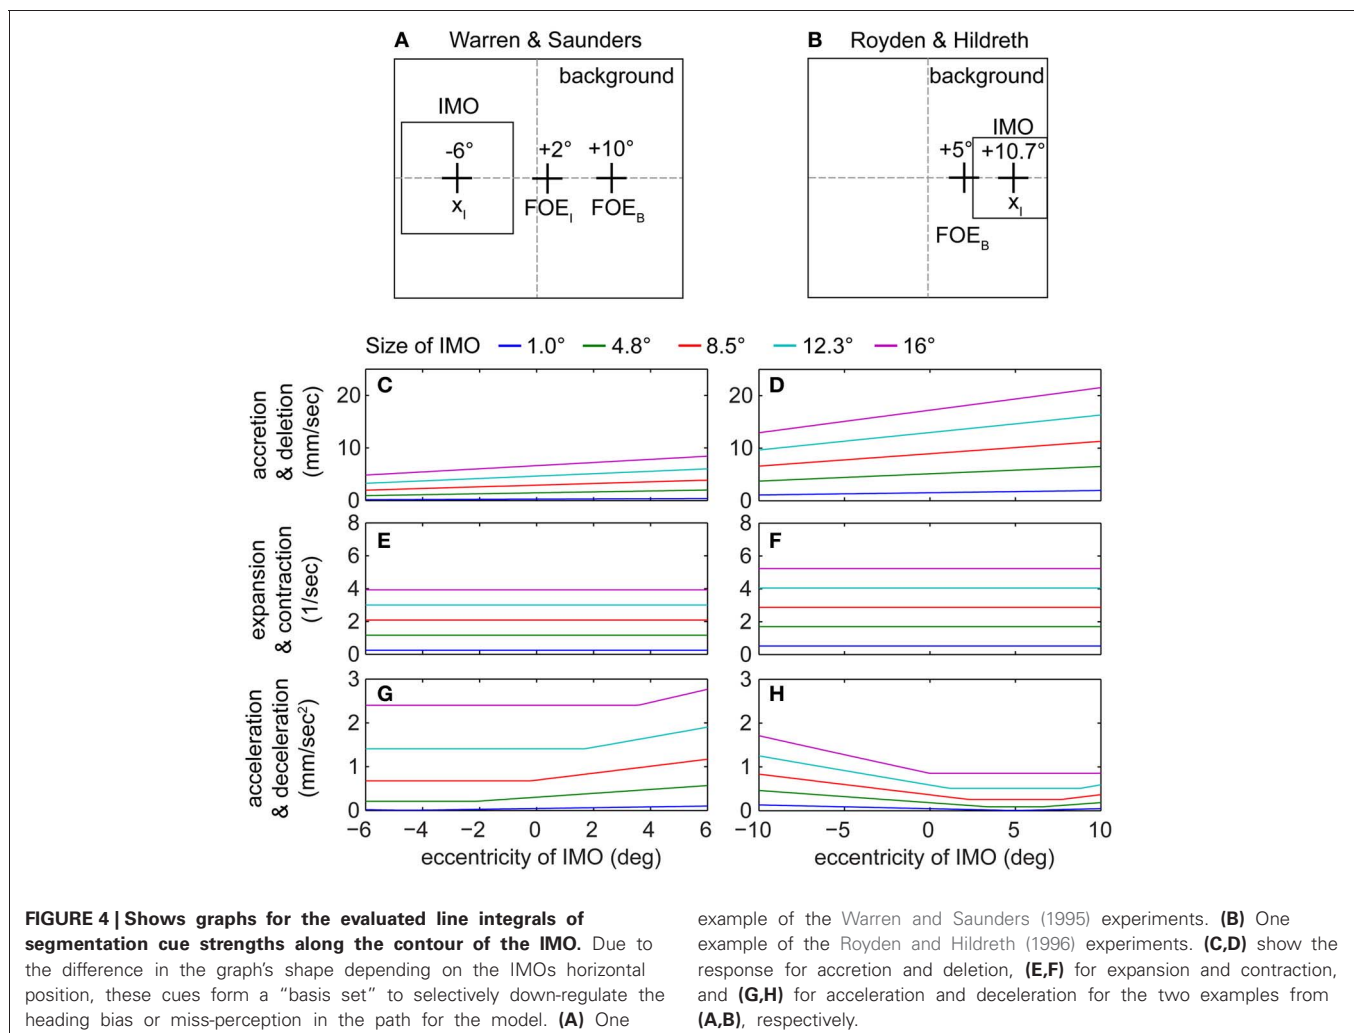 A Warren & Saunders
background
IMO
-6°
+2°
+10°
xI
FOEI
FOEB
B Royden & Hildreth
background
IMO
+5°
+10.7°
xI
FOEB
Size of IMO 1.0° 4.8° 8.5° 12.3° 16°
accretion
& deletion
(mm/sec)
20
10
0
C
20
10
0
D
expansion
& contraction
(1/sec)
8
6
4
2
0
E
8
6
4
2
0
F
acceleration
& deceleration
(mm/sec²)
3
2
1
0
G
−6 −4 −2 0 2 4 6
eccentricity of IMO (deg)
3
2
1
0
H
−10 −5 0 5 10
eccentricity of IMO (deg)
FIGURE 4 | Shows graphs for the evaluated line integrals of
segmentation cue strengths along the contour of the IMO. Due to
the difference in the graph's shape depending on the IMOs horizontal
position, these cues form a "basis set" to selectively down-regulate the
heading bias or miss-perception in the path for the model. (A) One
example of the Warren and Saunders (1995) experiments. (B) One
example of the Royden and Hildreth (1996) experiments. (C,D) show the
response for accretion and deletion, (E,F) for expansion and contraction,
and (G,H) for acceleration and deceleration for the two examples from
(A,B), respectively.